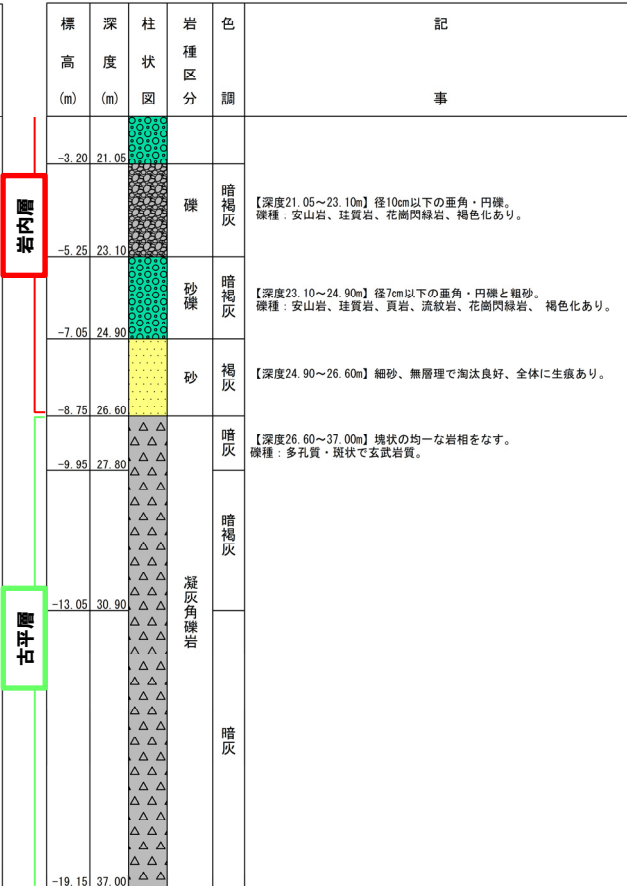 標高(m) 深度(m) 柱状図 岩種区分 色調 記事
岩内層
-3.20 21.05
礫 暗褐灰
【深度21.05～23.10m】径10cm以下の亜角・円礫。
礫種：安山岩、珪質岩、花崗閃緑岩、褐色化あり。
-5.25 23.10
砂礫 暗褐灰
【深度23.10～24.90m】径7cm以下の亜角・円礫と粗砂。
礫種：安山岩、珪質岩、頁岩、流紋岩、花崗閃緑岩、 褐色化あり。
-7.05 24.90
砂 褐灰
【深度24.90～26.60m】細砂、無層理で淘汰良好、全体に生痕あり。
-8.75 26.60
古平層
暗灰
【深度26.60～37.00m】塊状の均一な岩相をなす。
礫種：多孔質・斑状で玄武岩質。
-9.95 27.80
暗褐灰
凝灰角礫岩
-13.05 30.90
暗灰
-19.15 37.00